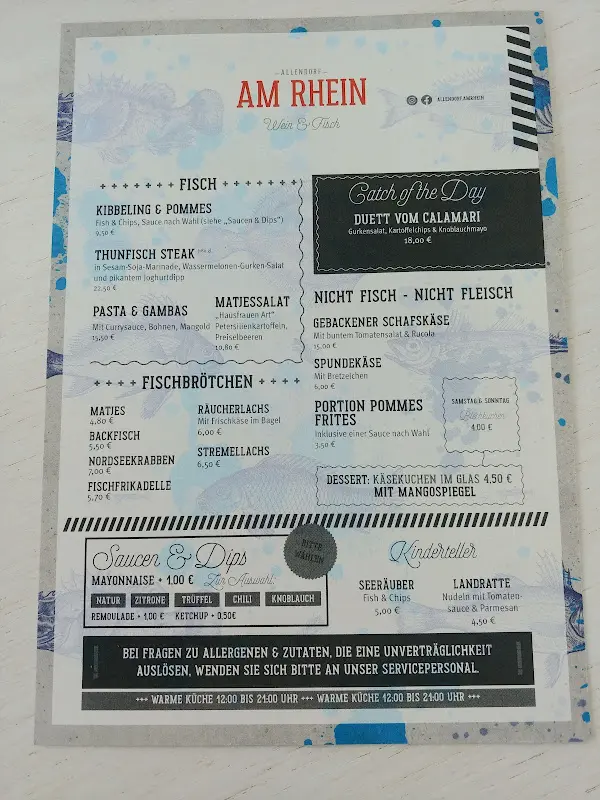 ALLENDORF
AM RHEIN
Wein & Fisch
ALLENDORF.AMRHEIN
+ + + + + + + FISCH + + + + + + +
KIBBELING & POMMES
Fish & Chips, Sauce nach Wahl (siehe „Saucen & Dips")
9,50 €
THUNFISCH STEAK
in Sesam-Soja-Marinade, Wassermelonen-Gurken-Salat
und pikantem Joghurtdipp
22,50 €
PASTA & GAMBAS
Mit Currysauce, Bohnen, Mangold
15,50 €
MATJESSALAT
„Hausfrauen Art"
Petersilienkartoffeln,
Preiselbeeren
10,80 €
+ + + + FISCHBRÖTCHEN + + + +
MATJES
4,80 €
BACKFISCH
5,50 €
NORDSEEKRABBEN
7,00 €
FISCHFRIKADELLE
5,70 €
RÄUCHERLACHS
Mit Frischkäse im Bagel
6,00 €
STREMELLACHS
6,50 €
Catch of the Day
DUETT VOM CALAMARI
Gurkensalat, Kartoffelchips & Knoblauchmayo
18,00 €
NICHT FISCH - NICHT FLEISCH
GEBACKENER SCHAFSKÄSE
Mit buntem Tomatensalat & Rucola
15,00 €
SPUNDEKÄSE
Mit Bretzelchen
6,00 €
PORTION POMMES
FRITES
Inklusive einer Sauce nach Wahl
3,50 €
SAMSTAG & SONNTAG
Blechkuchen
4,00 €
DESSERT: KÄSEKUCHEN IM GLAS 4,50 €
MIT MANGOSPIEGEL
Saucen & Dips
BITTE
WÄHLEN
MAYONNAISE + 1,00 € Zur Auswahl:
NATUR ZITRONE TRÜFFEL CHILI KNOBLAUCH
REMOULADE + 1,00 € KETCHUP + 0,50€
Kinderteller
SEERÄUBER
Fish & Chips
5,00 €
LANDRATTE
Nudeln mit Tomaten-
sauce & Parmesan
4,50 €
BEI FRAGEN ZU ALLERGENEN & ZUTATEN, DIE EINE UNVERTRÄGLICHKEIT
AUSLÖSEN, WENDEN SIE SICH BITTE AN UNSER SERVICEPERSONAL.
+++ WARME KÜCHE 12:00 BIS 21:00 UHR +++ WARME KÜCHE 12:00 BIS 21:00 UHR +++